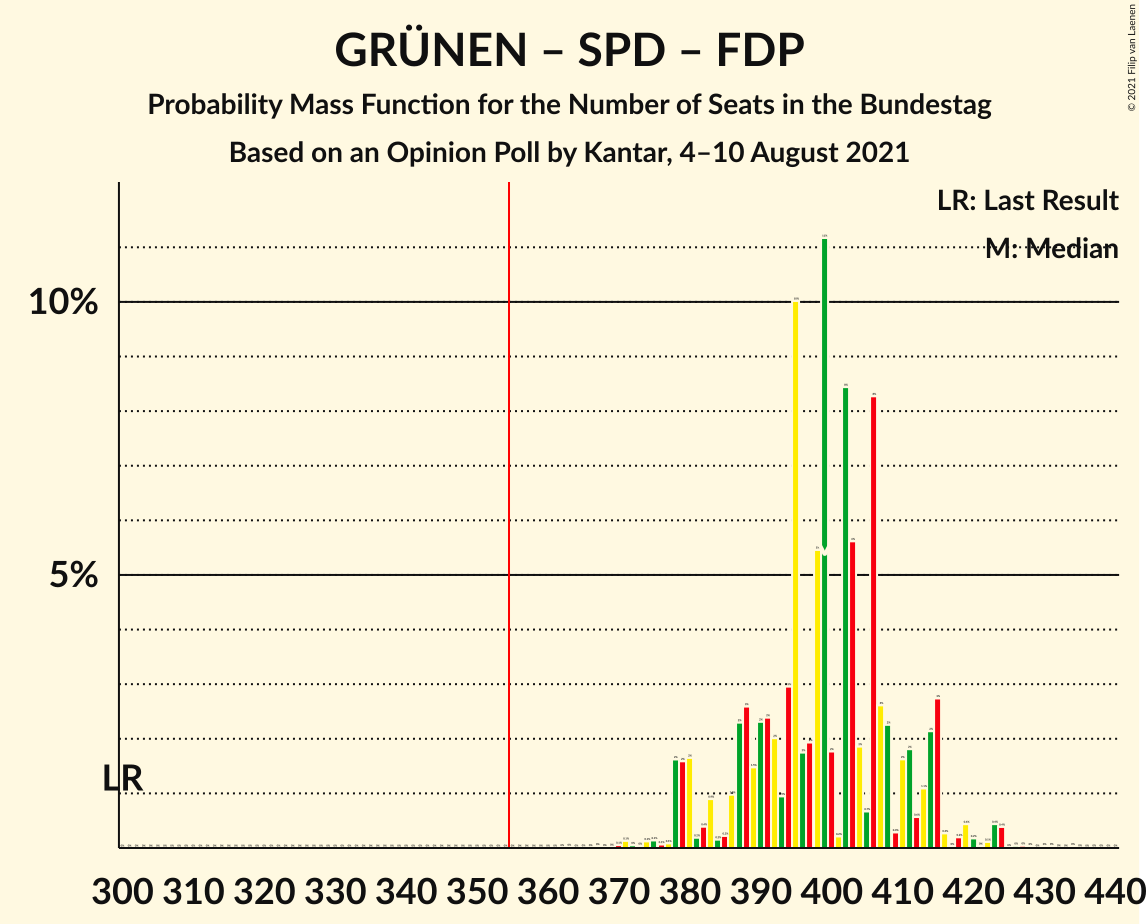 GRÜNEN – SPD – FDP
Probability Mass Function for the Number of Seats in the Bundestag
Based on an Opinion Poll by Kantar, 4–10 August 2021
© 2021 Filip van Laenen
LR: Last Result
M: Median
10%
5%
LR
300 310 320 330 340 350 360 370 380 390 400 410 420 430 440